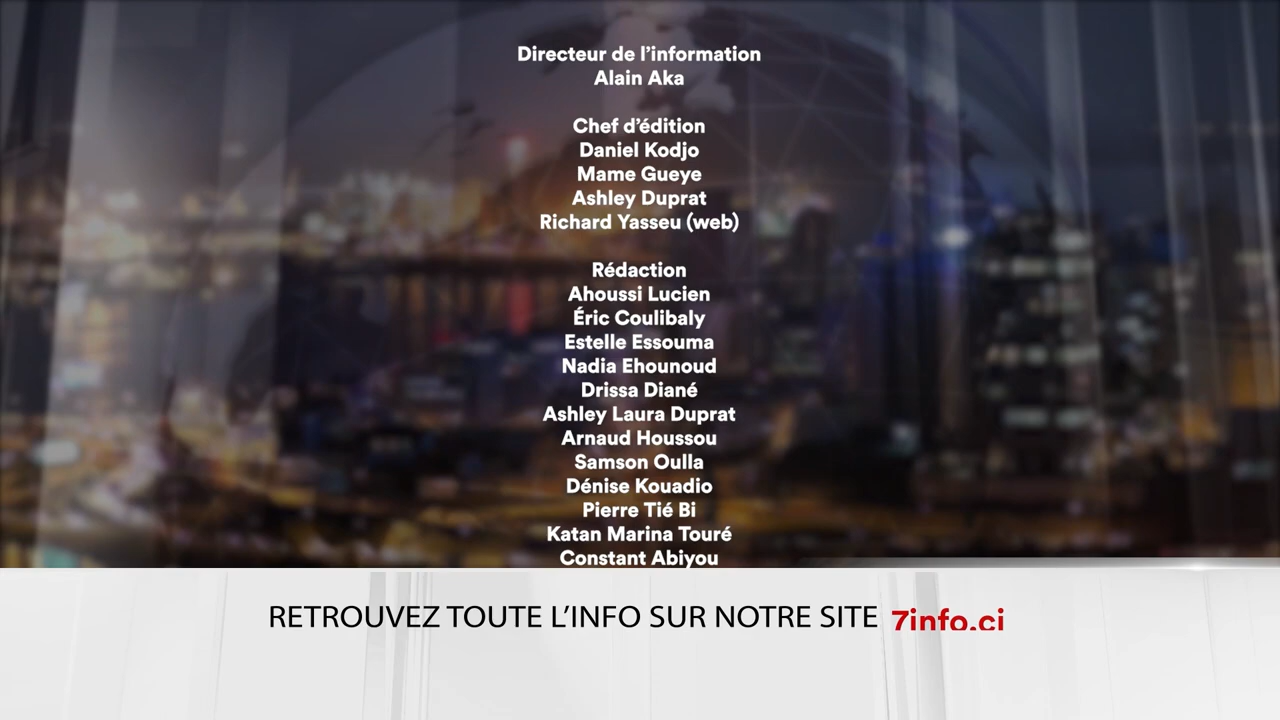 Directeur de l’information
Alain Aka
Chef d’édition
Daniel Kodjo
Mame Gueye
Ashley Duprat
Richard Yasseu (web)
Rédaction
Ahoussi Lucien
Éric Coulibaly
Estelle Essouma
Nadia Ehounoud
Drissa Diané
Ashley Laura Duprat
Arnaud Houssou
Samson Oulla
Dénise Kouadio
Pierre Tié Bi
Katan Marina Touré
Constant Abiyou
RETROUVEZ TOUTE L’INFO SUR NOTRE SITE 7info.ci